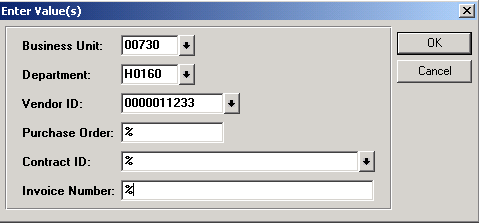 Enter Value(s)
Business Unit: 00730
OK
Department: H0160
Cancel
Vendor ID: 0000011233
Purchase Order: %
Contract ID: %
Invoice Number: %